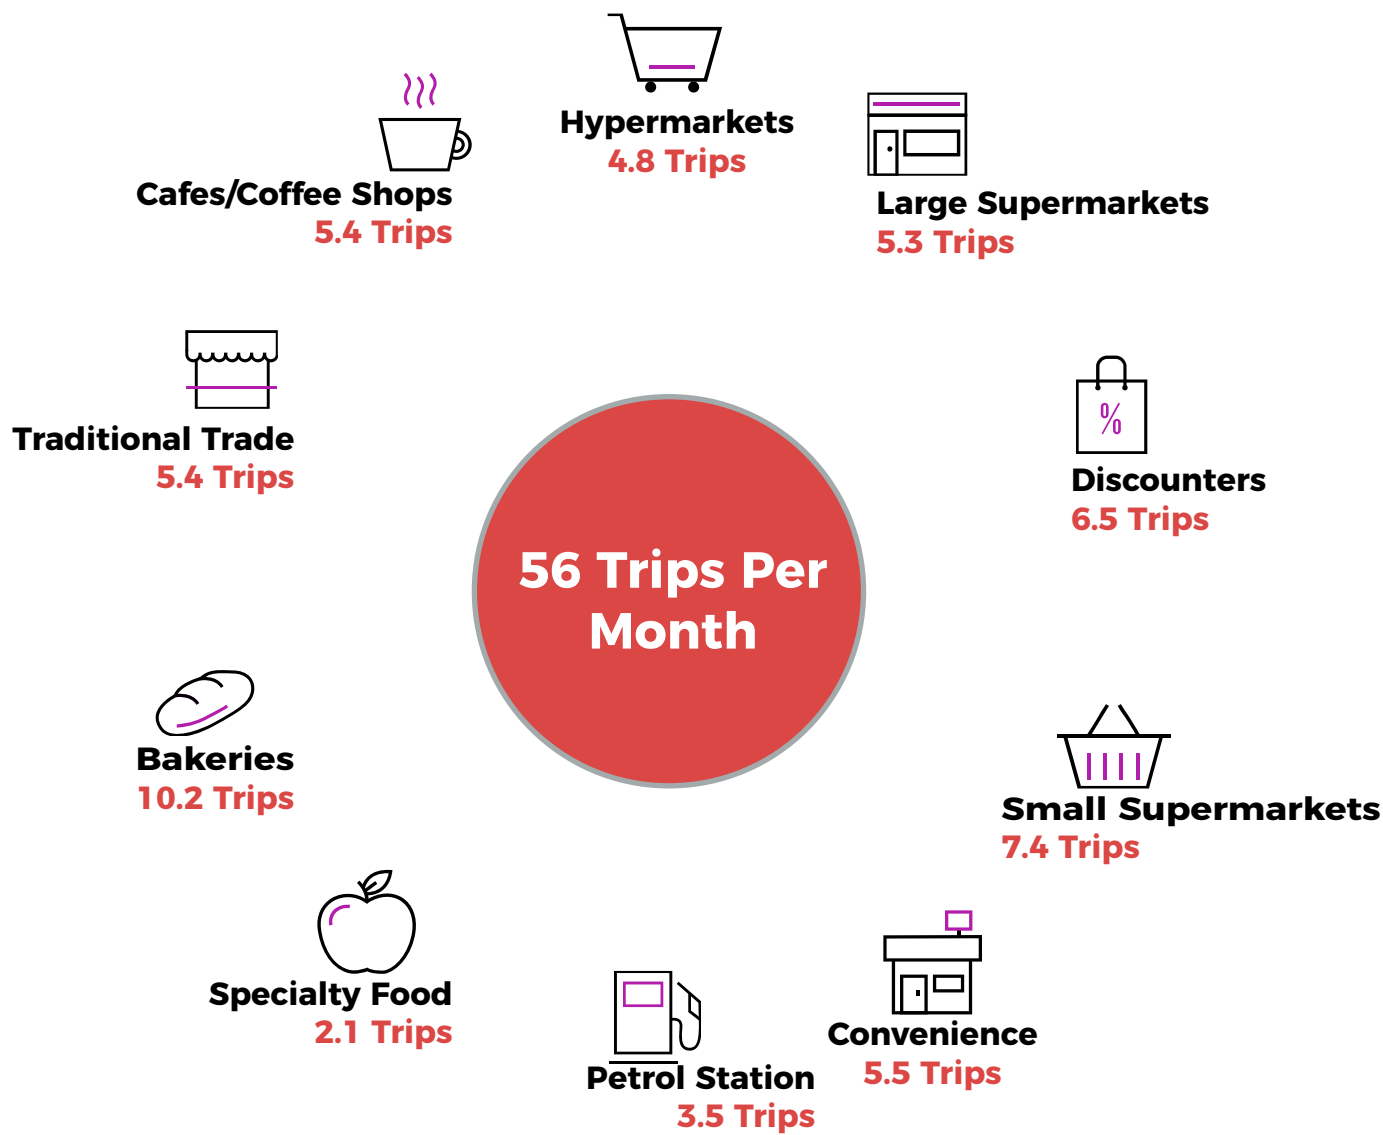 Hypermarkets
4.8 Trips
Large Supermarkets
5.3 Trips
%
Discounters
6.5 Trips
Small Supermarkets
7.4 Trips
Convenience
5.5 Trips
Petrol Station
3.5 Trips
Specialty Food
2.1 Trips
Bakeries
10.2 Trips
Traditional Trade
5.4 Trips
Cafes/Coffee Shops
5.4 Trips
56 Trips Per
Month